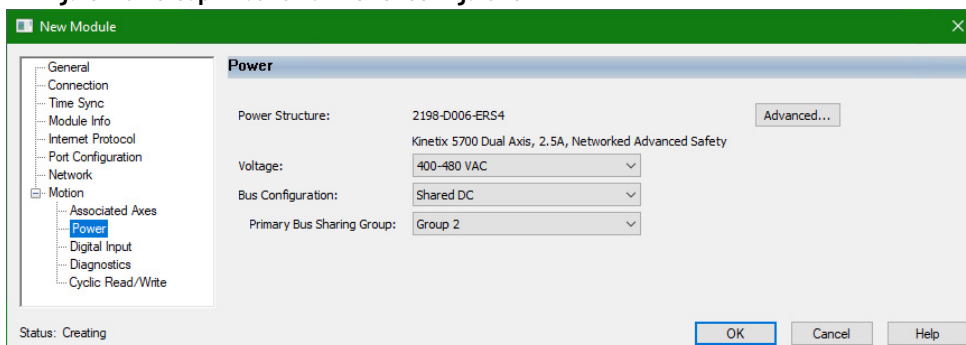 New Module
General
Connection
Time Sync
Module Info
Internet Protocol
Port Configuration
Network
Motion
Associated Axes
Power
Digital Input
Diagnostics
Cyclic Read/Write
Power
Power Structure: 2198-D006-ERS4 Advanced...
Kinetix 5700 Dual Axis, 2.5A, Networked Advanced Safety
Voltage: 400-480 VAC
Bus Configuration: Shared DC
Primary Bus Sharing Group: Group 2
Status: Creating OK Cancel Help